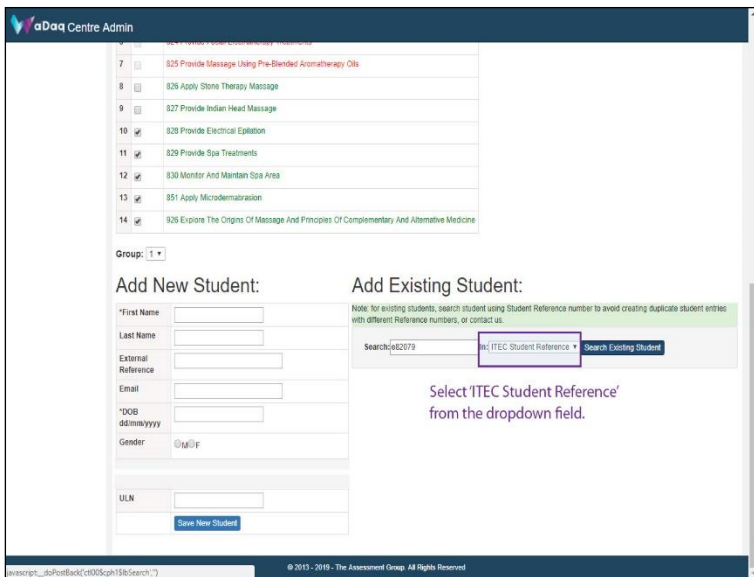 aDaq Centre Admin
824 Provide Facial Electrotherapy Treatments
7 825 Provide Massage Using Pre-Blended Aromatherapy Oils
8 826 Apply Stone Therapy Massage
9 827 Provide Indian Head Massage
10 828 Provide Electrical Epilation
11 829 Provide Spa Treatments
12 830 Monitor And Maintain Spa Area
13 851 Apply Microdermabrasion
14 926 Explore The Origins Of Massage And Principles Of Complementary And Alternative Medicine
Group: 1
Add New Student:
*First Name
Last Name
External
Reference
Email
*DOB
dd/mm/yyyy
Gender M F
ULN
Save New Student
Add Existing Student:
Note: for existing students, search student using Student Reference number to avoid creating duplicate student entries
with different Reference numbers, or contact us.
Search: e82079 In: ITEC Student Reference Search Existing Student
Select ‘ITEC Student Reference’
from the dropdown field.
© 2013 - 2019 - The Assessment Group. All Rights Reserved
javascript:__doPostBack('ctl00$cph1$lbSearch','')